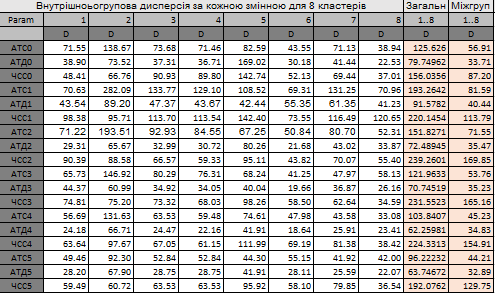 Внутрішньогрупова дисперсія за кожною змінною для 8 кластерів Загальн Міжгруп
Param 1 2 3 4 5 6 7 8 1..8 1..8
D D D D D D D D D D
АТС0 71.55 138.67 73.68 71.46 82.59 43.55 71.13 38.94 125.626 56.91
АТД0 38.90 73.52 37.31 36.71 169.02 30.18 41.44 22.53 79.74962 33.71
ЧСС0 48.41 66.76 90.93 89.80 142.74 52.13 69.44 37.01 156.0356 87.20
АТС1 70.63 282.09 133.77 129.10 108.52 69.31 131.25 70.96 193.2642 81.59
АТД1 43.54 89.20 47.37 43.67 42.44 55.35 61.35 41.23 91.5782 40.44
ЧСС1 98.38 95.71 113.70 113.54 142.40 73.55 116.49 120.65 220.1454 113.79
АТС2 71.22 193.51 92.93 84.55 67.25 50.84 80.70 52.31 151.8271 71.55
АТД2 29.31 65.67 32.99 30.72 80.26 21.68 43.02 33.87 72.48945 35.47
ЧСС2 90.39 88.58 66.57 59.33 95.11 43.82 70.07 55.40 239.2601 169.85
АТС3 65.73 146.92 80.29 76.31 68.24 41.25 47.97 58.13 121.9633 53.76
АТД3 44.37 60.99 34.92 34.05 40.04 19.66 36.87 26.16 70.74519 35.23
ЧСС3 74.81 75.20 73.32 68.03 98.26 58.50 62.64 34.59 231.5523 165.16
АТС4 56.69 131.63 63.53 59.48 74.61 47.98 43.58 33.08 103.8407 45.23
АТД4 24.18 66.71 24.47 22.16 41.91 18.64 25.91 23.41 62.25981 34.83
ЧСС4 63.64 97.67 67.05 61.15 111.99 69.19 81.38 38.42 224.3313 154.91
АТС5 49.46 92.30 52.84 52.84 44.30 55.15 41.92 42.00 96.22232 44.21
АТД5 28.20 67.90 28.75 28.75 41.91 28.11 25.59 22.07 63.74672 32.89
ЧСС5 59.49 60.72 63.53 63.53 95.92 58.10 79.85 36.54 192.0762 129.75